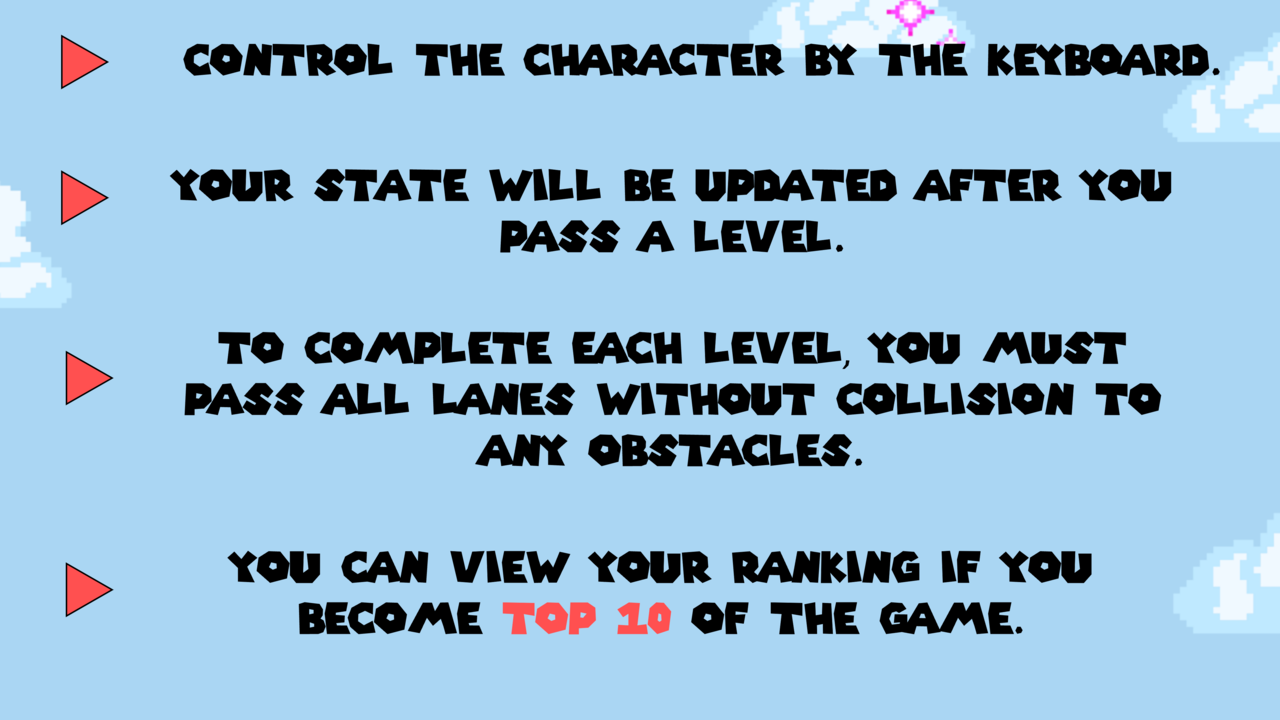 CONTROL THE CHARACTER BY THE KEYBOARD.
YOUR STATE WILL BE UPDATED AFTER YOU
PASS A LEVEL.
TO COMPLETE EACH LEVEL, YOU MUST
PASS ALL LANES WITHOUT COLLISION TO
ANY OBSTACLES.
YOU CAN VIEW YOUR RANKING IF YOU
BECOME TOP 10 OF THE GAME.